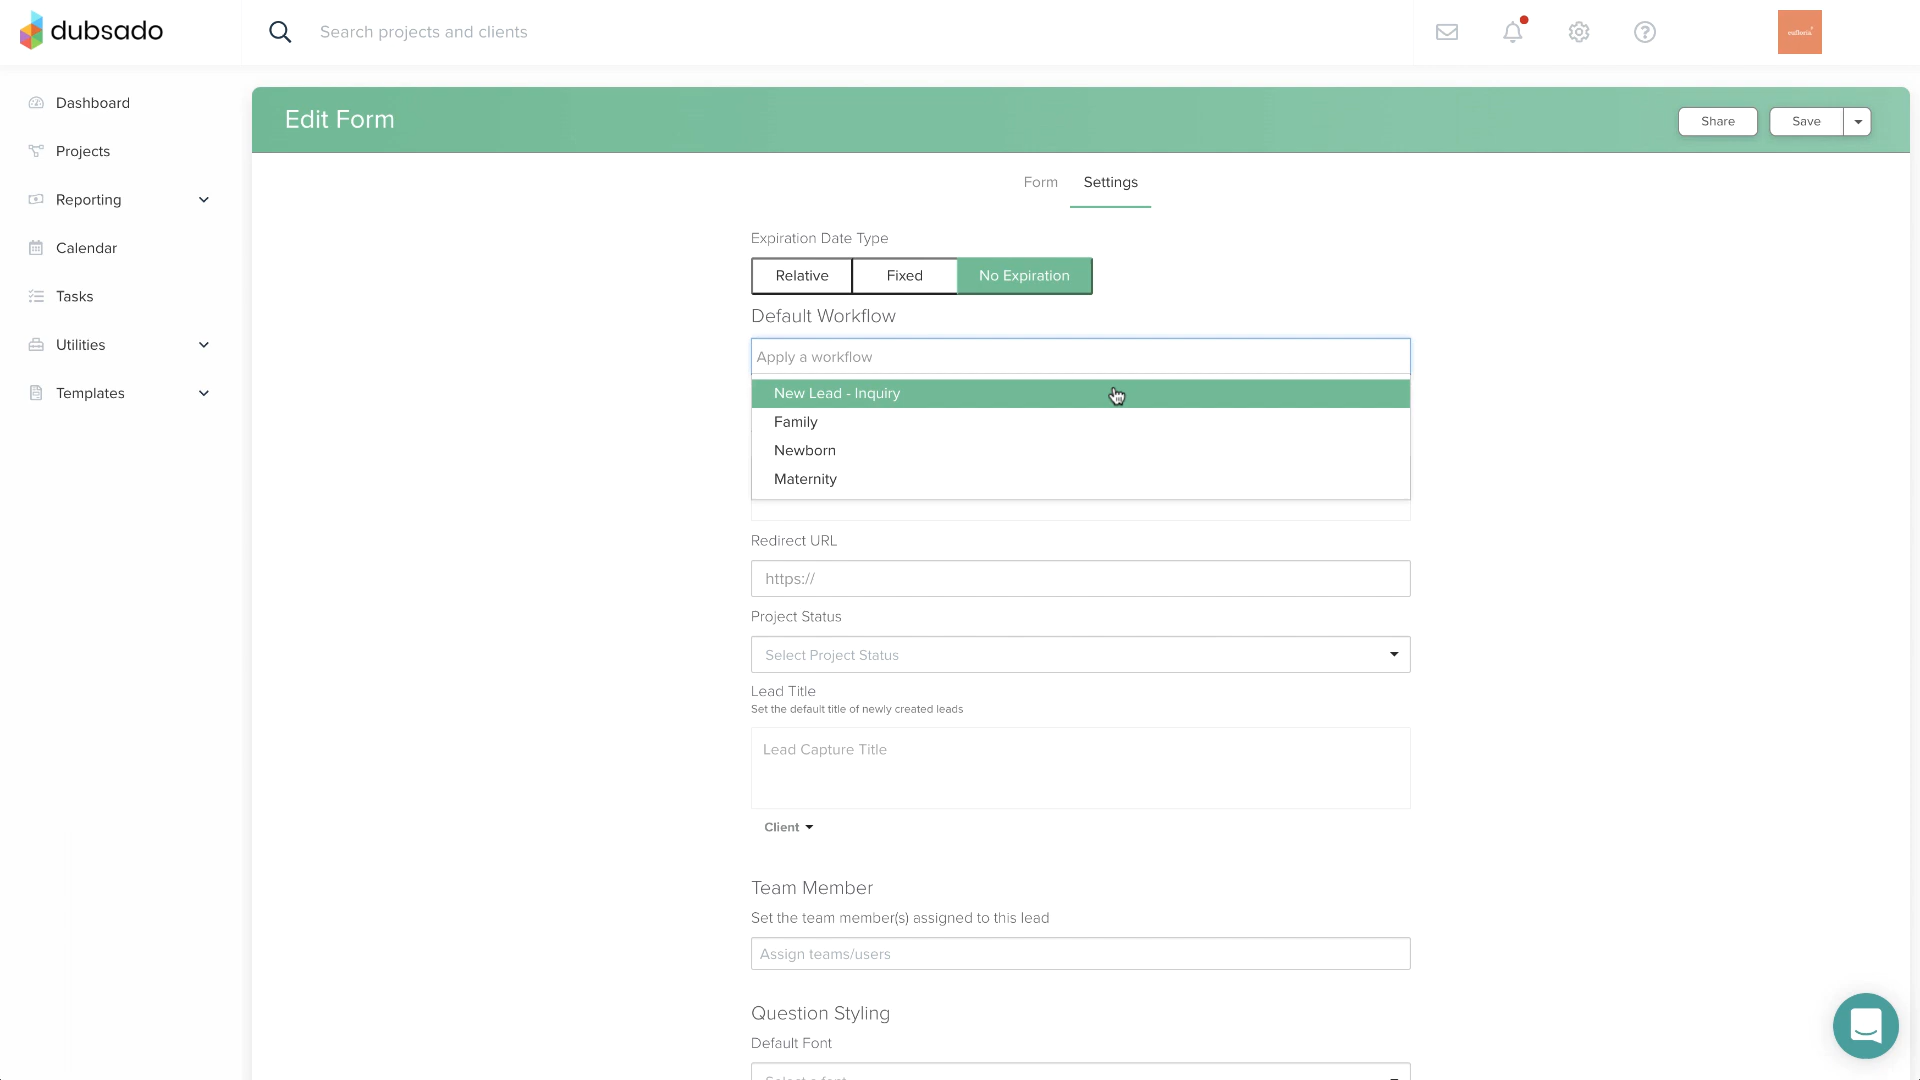 dubsado
Search projects and clients
Dashboard
Projects
Reporting
Calendar
Tasks
Utilities
Templates
Edit Form
Share
Save
Form
Settings
Expiration Date Type
Relative
Fixed
No Expiration
Default Workflow
Apply a workflow
New Lead - Inquiry
Family
Newborn
Maternity
Redirect URL
https://
Project Status
Select Project Status
Lead Title
Set the default title of newly created leads
Lead Capture Title
Client
Team Member
Set the team member(s) assigned to this lead
Assign teams/users
Question Styling
Default Font
Select a font